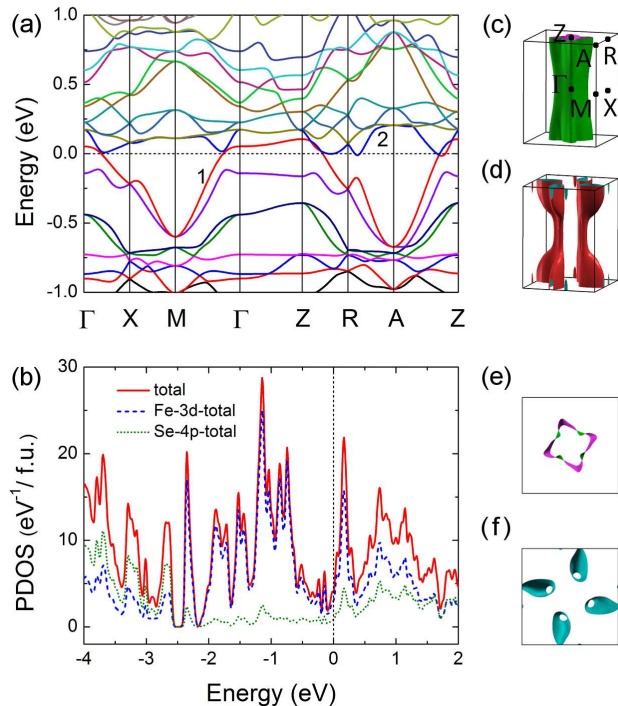 (a)
1.0
0.5
0.0
-0.5
-1.0
Energy (eV)
1
2
Γ X M Γ Z R A Z
(b)
30
20
10
0
PDOS (eV⁻¹/ f.u.)
total
Fe-3d-total
Se-4p-total
-4 -3 -2 -1 0 1 2
Energy (eV)
(c)
Z
A R
Γ
M X
(d)
(e)
(f)